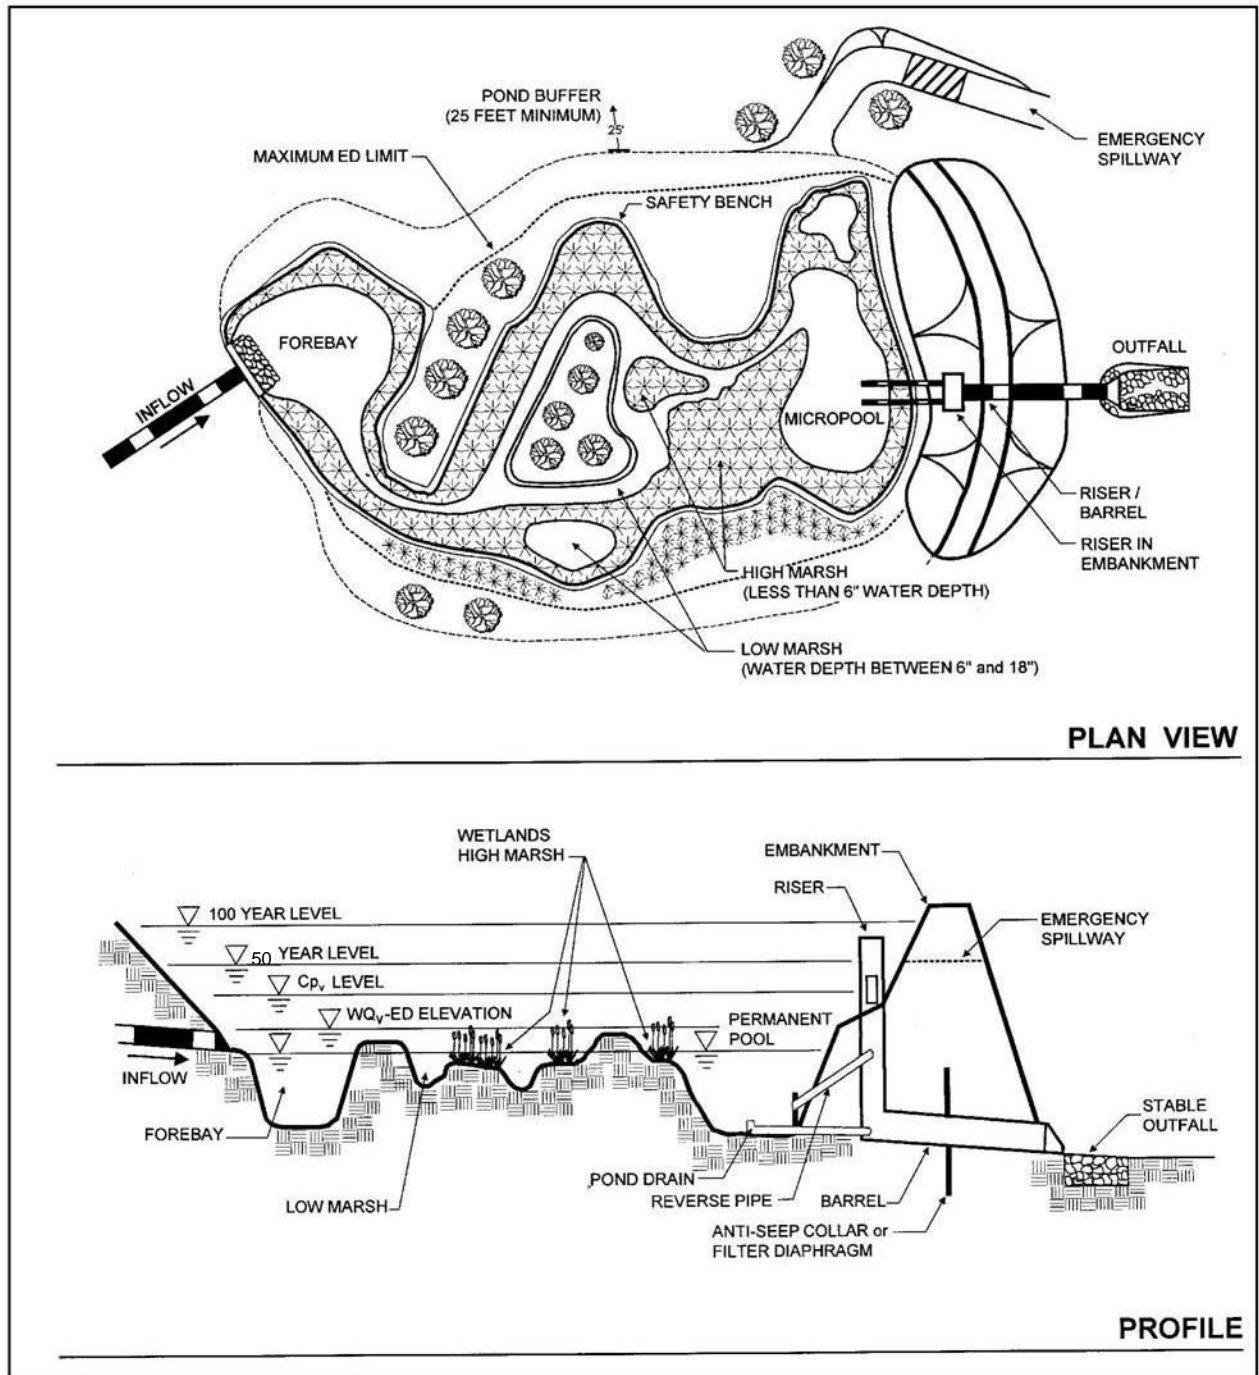 POND BUFFER
(25 FEET MINIMUM)
25'
MAXIMUM ED LIMIT
EMERGENCY
SPILLWAY
SAFETY BENCH
FOREBAY
INFLOW
OUTFALL
MICROPOOL
RISER /
BARREL
RISER IN
EMBANKMENT
HIGH MARSH
(LESS THAN 6" WATER DEPTH)
LOW MARSH
(WATER DEPTH BETWEEN 6" and 18")
PLAN VIEW
WETLANDS
HIGH MARSH
EMBANKMENT
RISER
100 YEAR LEVEL
EMERGENCY
SPILLWAY
50 YEAR LEVEL
Cpv LEVEL
WQv-ED ELEVATION
PERMANENT
POOL
INFLOW
FOREBAY
STABLE
OUTFALL
LOW MARSH
POND DRAIN
REVERSE PIPE
BARREL
ANTI-SEEP COLLAR or
FILTER DIAPHRAGM
PROFILE